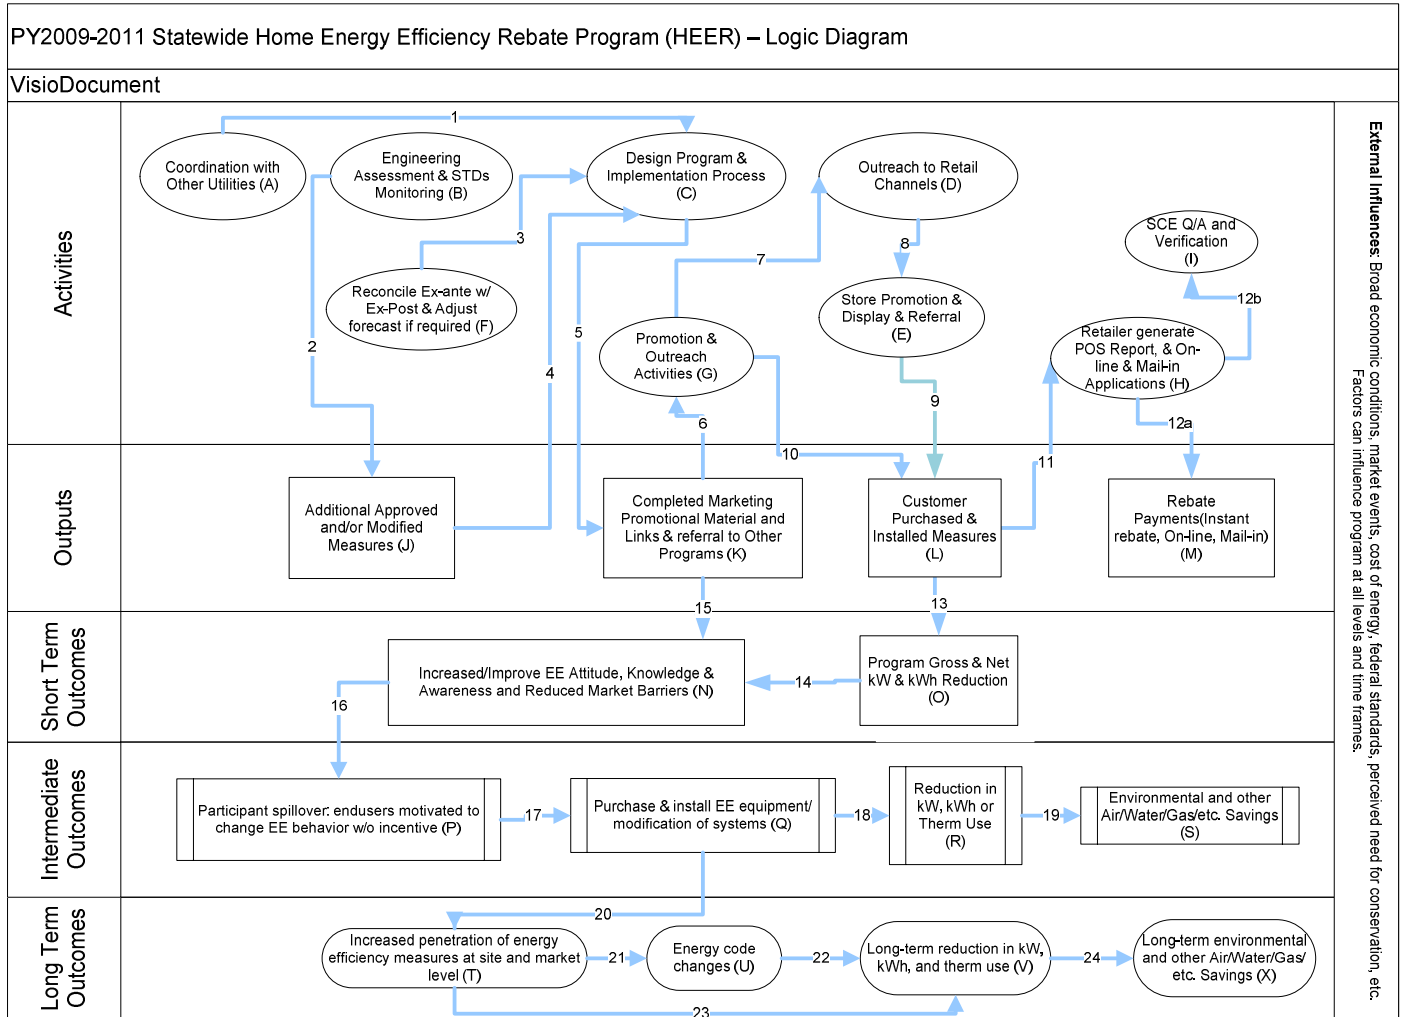 PY2009-2011 Statewide Home Energy Efficiency Rebate Program (HEER) – Logic Diagram
VisioDocument
Activities
1
Coordination with
Other Utilities (A)
Engineering
Assessment & STDs
Monitoring (B)
Design Program &
Implementation Process
(C)
Outreach to Retail
Channels (D)
SCE Q/A and
Verification
(I)
2
3
Reconcile Ex-ante w/
Ex-Post & Adjust
forecast if required (F)
4
5
6
7
8
Promotion &
Outreach
Activities (G)
Store Promotion &
Display & Referral
(E)
9
10
11
12b
Retailer generate
POS Report, & On-
line & Mail-in
Applications (H)
12a
Outputs
Additional Approved
and/or Modified
Measures (J)
Completed Marketing
Promotional Material and
Links & referral to Other
Programs (K)
Customer
Purchased &
Installed Measures
(L)
Rebate
Payments(Instant
rebate, On-line, Mail-in)
(M)
15
13
Short Term
Outcomes
Increased/Improve EE Attitude, Knowledge &
Awareness and Reduced Market Barriers (N)
14
Program Gross & Net
kW & kWh Reduction
(O)
16
Intermediate
Outcomes
Participant spillover: endusers motivated to
change EE behavior w/o incentive (P)
17
Purchase & install EE equipment/
modification of systems (Q)
18
Reduction in
kW, kWh or
Therm Use
(R)
19
Environmental and other
Air/Water/Gas/etc. Savings
(S)
20
Long Term
Outcomes
Increased penetration of energy
efficiency measures at site and market
level (T)
21
Energy code
changes (U)
22
Long-term reduction in kW,
kWh, and therm use (V)
24
Long-term environmental
and other Air/Water/Gas/
etc. Savings (X)
23
External Influences: Broad economic conditions, market events, cost of energy, federal standards, perceived need for conservation, etc.
Factors can influence program at all levels and time frames.